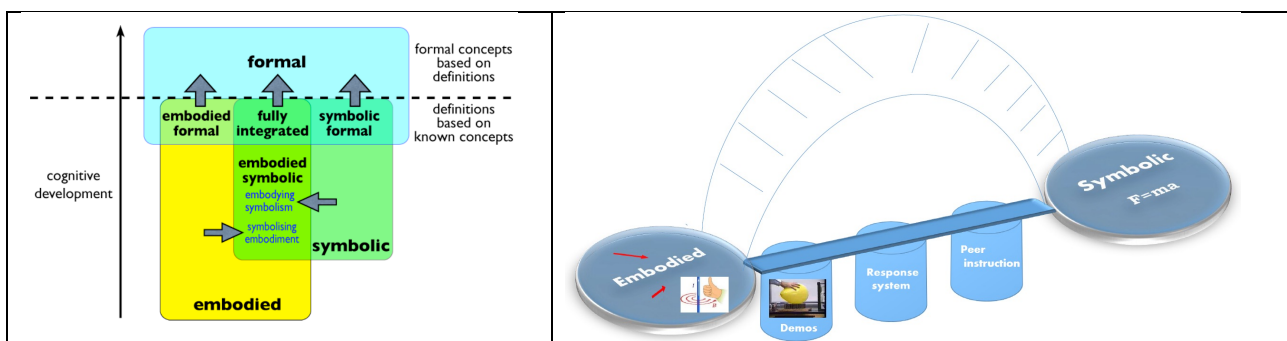 formal
formal concepts
based on
definitions
embodied
formal
fully
integrated
symbolic
formal
definitions
based on
known concepts
cognitive
development
embodied
symbolic
embodying
symbolism
symbolising
embodiment
symbolic
embodied
Symbolic
F=ma
Embodied
I
B
Demos
Response
system
Peer
instruction